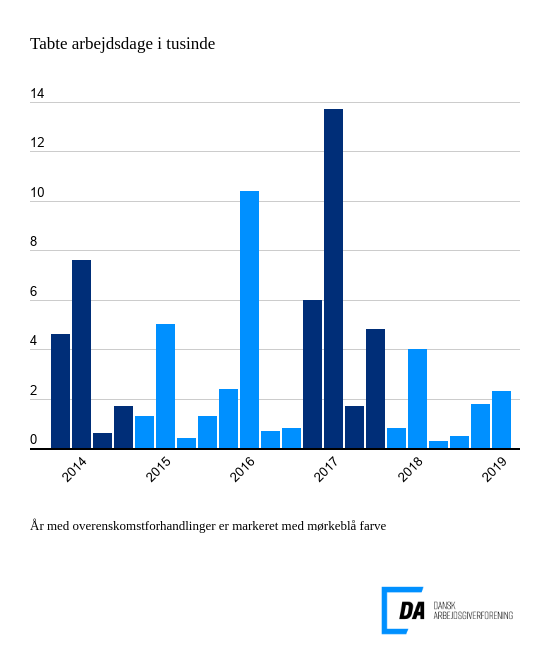 Tabte arbejdsdage i tusinde
14
12
10
8
6
4
2
0
2014
2015
2016
2017
2018
2019
År med overenskomstforhandlinger er markeret med mørkeblå farve
DA
DANSK
ARBEJDSGIVERFORENING